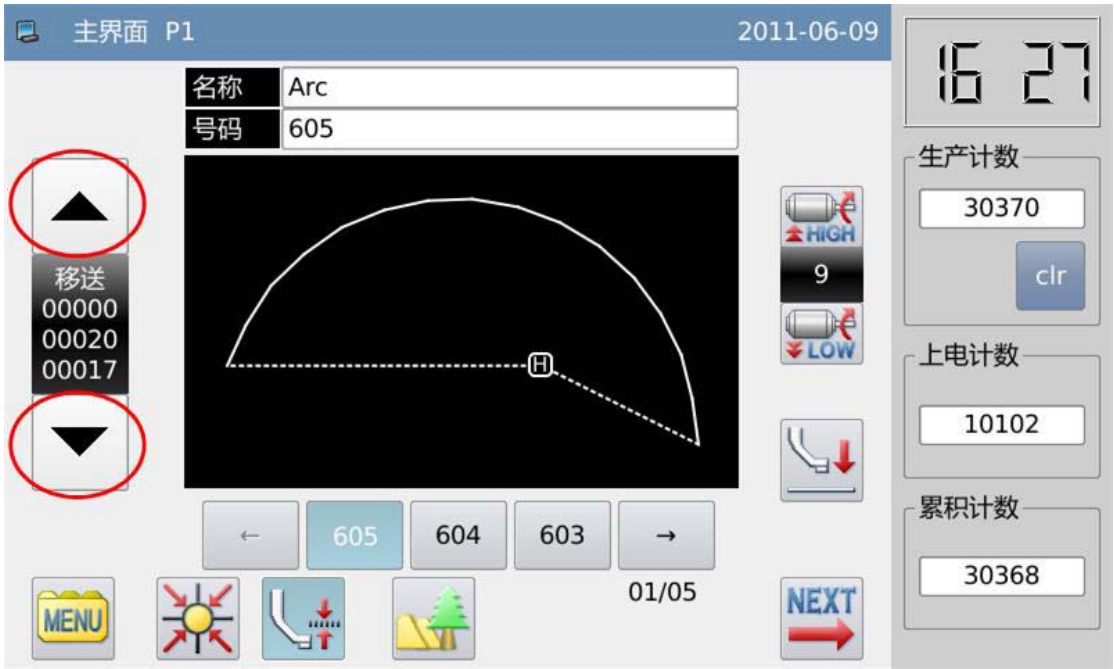 主界面 P1
2011-06-09
16 27
名称 Arc
号码 605
移送
00000
00020
00017
H
HIGH
9
LOW
生产计数
30370
clr
上电计数
10102
累积计数
30368
← 605 604 603 →
01/05
MENU
NEXT